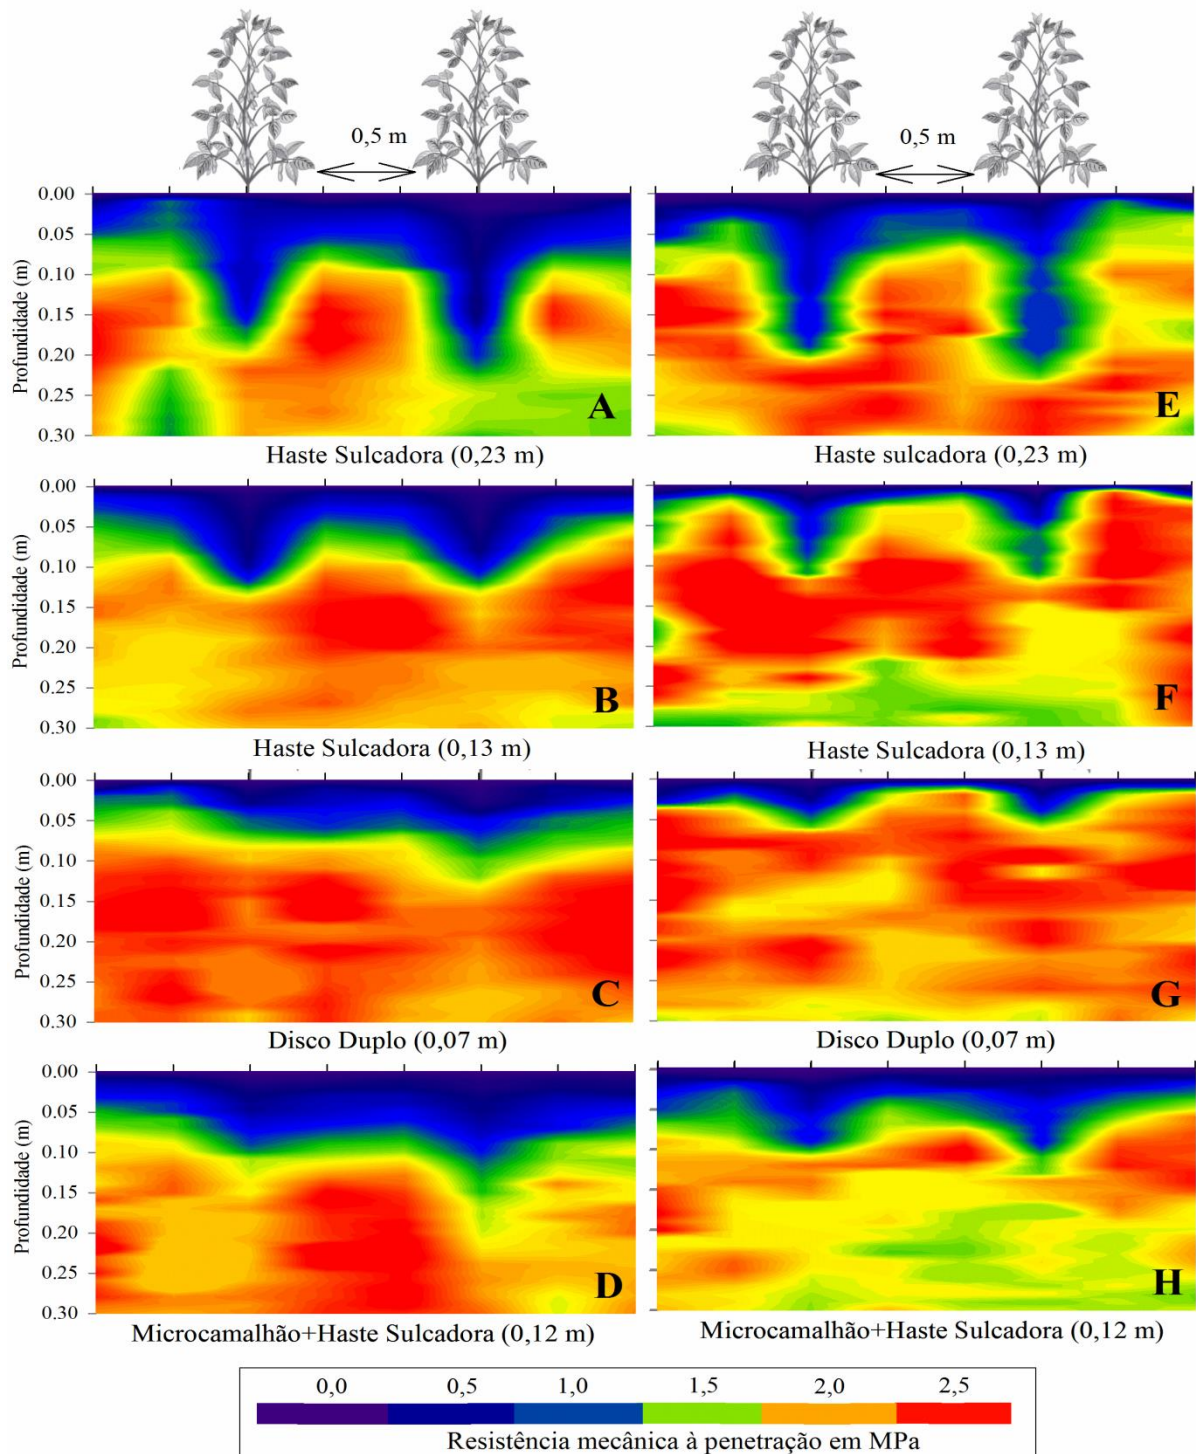 0,5 m
0,5 m
Profundidade (m)
0.00
0.05
0.10
0.15
0.20
0.25
0.30
A
E
Haste Sulcadora (0,23 m)
Haste sulcadora (0,23 m)
Profundidade (m)
0.00
0.05
0.10
0.15
0.20
0.25
0.30
B
F
Haste Sulcadora (0,13 m)
Haste Sulcadora (0,13 m)
Profundidade (m)
0.00
0.05
0.10
0.15
0.20
0.25
0.30
C
G
Disco Duplo (0,07 m)
Disco Duplo (0,07 m)
Profundidade (m)
0.00
0.05
0.10
0.15
0.20
0.25
0.30
D
H
Microcamalhão+Haste Sulcadora (0,12 m)
Microcamalhão+Haste Sulcadora (0,12 m)
0,0 0,5 1,0 1,5 2,0 2,5
Resistência mecânica à penetração em MPa